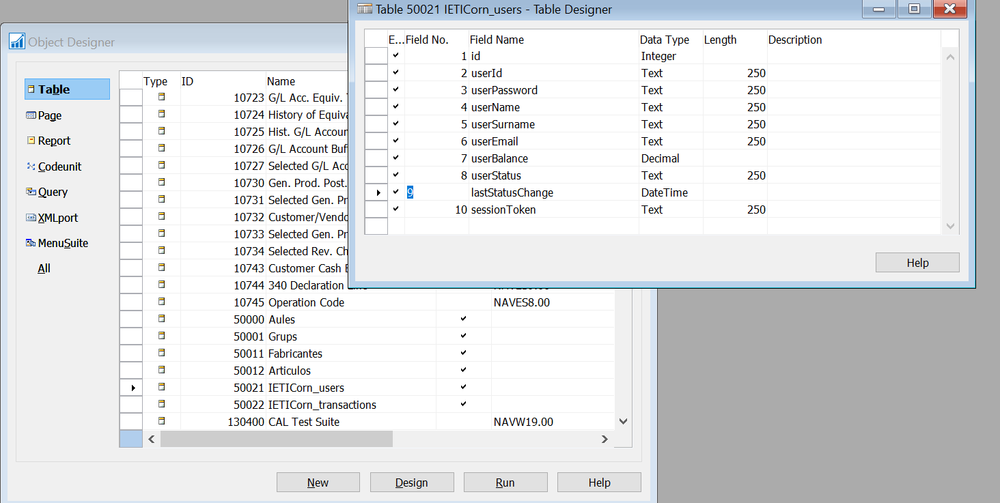 Table 50021 IETICorn_users - Table Designer
E... Field No. Field Name Data Type Length Description
1 id Integer
2 userId Text 250
3 userPassword Text 250
4 userName Text 250
5 userSurname Text 250
6 userEmail Text 250
7 userBalance Decimal
8 userStatus Text 250
9 lastStatusChange DateTime
10 sessionToken Text 250
Help
Object Designer
Table
Page
Report
Codeunit
Query
XMLport
MenuSuite
All
Type ID Name
10723 G/L Acc. Equiv.
10724 History of Equiva
10725 Hist. G/L Accoun
10726 G/L Account Buf
10727 Selected G/L Acc
10730 Gen. Prod. Post.
10731 Selected Gen. Pr
10732 Customer/Vendo
10733 Selected Gen. Pr
10734 Selected Rev. Ch
10743 Customer Cash
10744 340 Declaration Line
10745 Operation Code NAVES8.00
50000 Aules
50001 Grups
50011 Fabricantes
50012 Articulos
50021 IETICorn_users
50022 IETICorn_transactions
130400 CAL Test Suite NAVW19.00
New Design Run Help